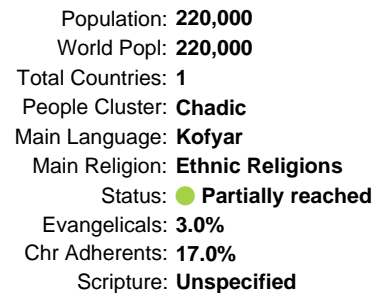 Population: 220,000
World Popl: 220,000
Total Countries: 1
People Cluster: Chadic
Main Language: Kofyar
Main Religion: Ethnic Religions
Status: Partially reached
Evangelicals: 3.0%
Chr Adherents: 17.0%
Scripture: Unspecified